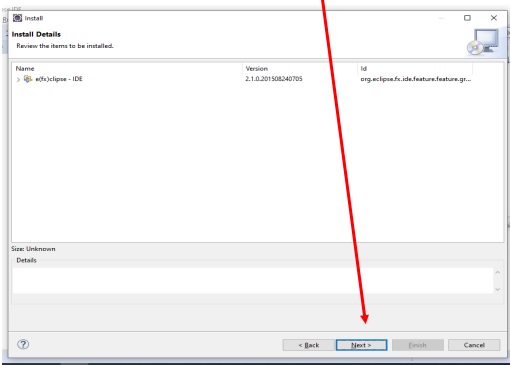 Install
Install Details
Review the items to be installed.
Name Version Id
e(fx)clipse - IDE 2.1.0.201508240705 org.eclipse.fx.ide.feature.feature.gr...
Size: Unknown
Details
< Back Next > Finish Cancel